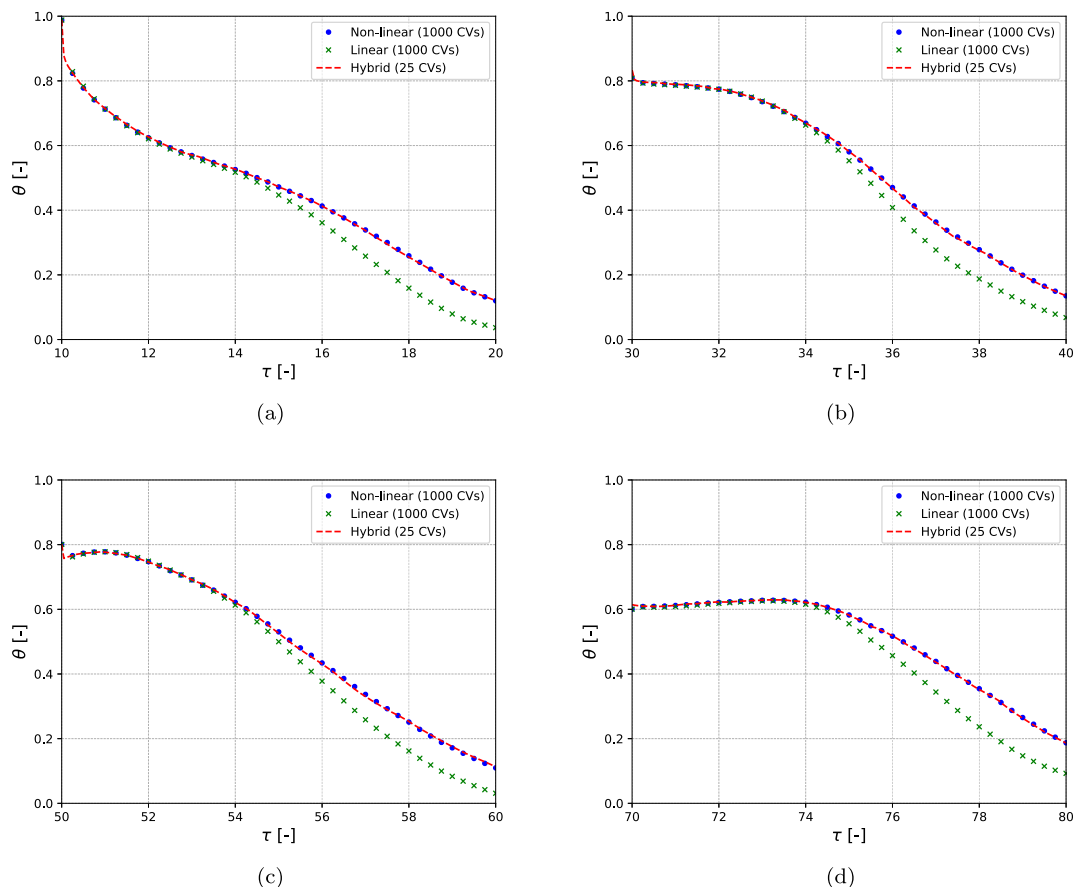 Non-linear (1000 CVs)
Linear (1000 CVs)
Hybrid (25 CVs)
θ [-]
1.0
0.8
0.6
0.4
0.2
0.0
10 12 14 16 18 20
τ [-]
(a)
Non-linear (1000 CVs)
Linear (1000 CVs)
Hybrid (25 CVs)
θ [-]
1.0
0.8
0.6
0.4
0.2
0.0
30 32 34 36 38 40
τ [-]
(b)
Non-linear (1000 CVs)
Linear (1000 CVs)
Hybrid (25 CVs)
θ [-]
1.0
0.8
0.6
0.4
0.2
0.0
50 52 54 56 58 60
τ [-]
(c)
Non-linear (1000 CVs)
Linear (1000 CVs)
Hybrid (25 CVs)
θ [-]
1.0
0.8
0.6
0.4
0.2
0.0
70 72 74 76 78 80
τ [-]
(d)